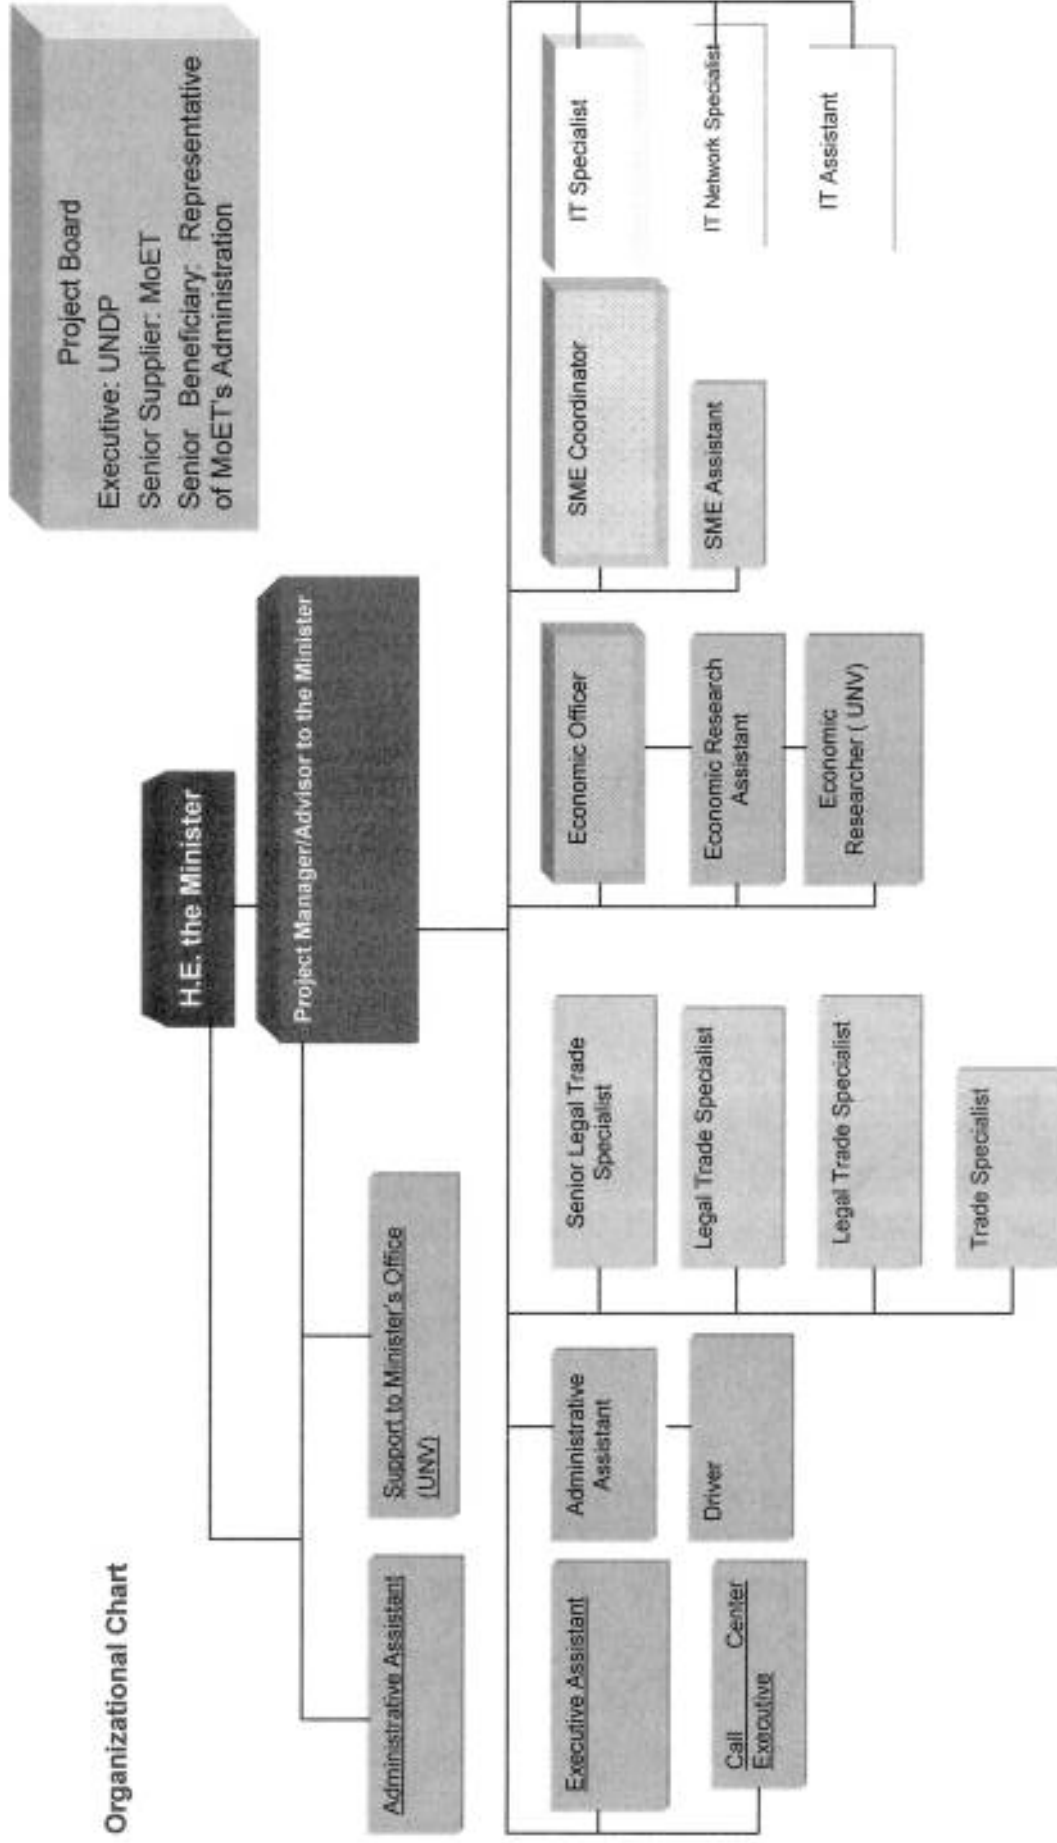 Organizational Chart
Project Board
Executive: UNDP
Senior Supplier: MoET
Senior Beneficiary: Representative
of MoET's Administration
H.E. the Minister
Project Manager/Advisor to the Minister
Administrative Assistant
Support to Minister's Office
(UNV)
Executive Assistant
Call Center
Executive
Administrative
Assistant
Driver
Senior Legal Trade
Specialist
Legal Trade Specialist
Legal Trade Specialist
Trade Specialist
Economic Officer
Economic Research
Assistant
Economic
Researcher ( UNV)
SME Coordinator
SME Assistant
IT Specialist
IT Network Specialist
IT Assistant